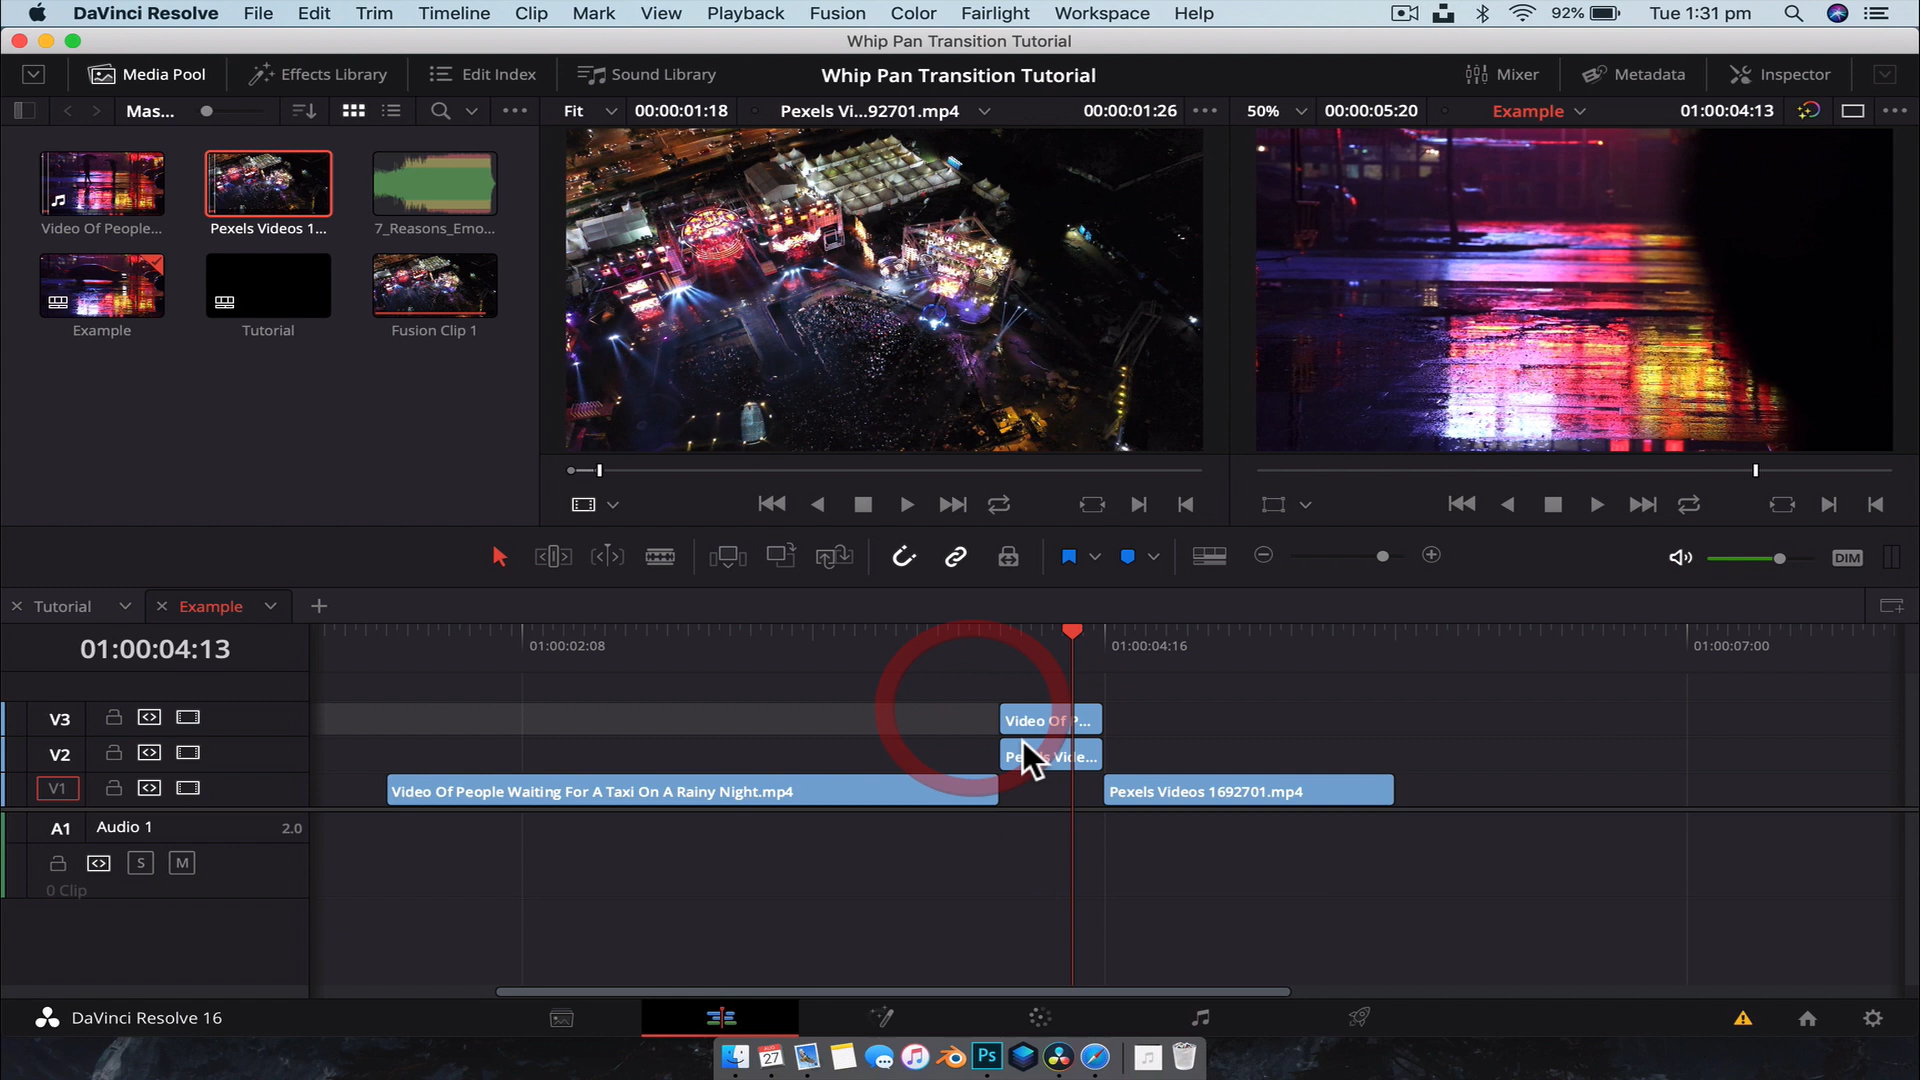 DaVinci Resolve File Edit Trim Timeline Clip Mark View Playback Fusion Color Fairlight Workspace Help 92% Tue 1:31 pm
Whip Pan Transition Tutorial
Media Pool Effects Library Edit Index Sound Library Whip Pan Transition Tutorial Mixer Metadata Inspector
Mas... Fit 00:00:01:18 Pexels Vi...92701.mp4 00:00:01:26 50% 00:00:05:20 Example 01:00:04:13
Video Of People... Pexels Videos 1... 7_Reasons_Emo...
Example Tutorial Fusion Clip 1
DIM
Tutorial Example
01:00:04:13 01:00:02:08 01:00:04:16 01:00:07:00
V3 Video Of P...
V2 Pexels Vide...
V1 Video Of People Waiting For A Taxi On A Rainy Night.mp4 Pexels Videos 1692701.mp4
A1 Audio 1 2.0
S M
0 Clip
DaVinci Resolve 16
AUG
27 Ps